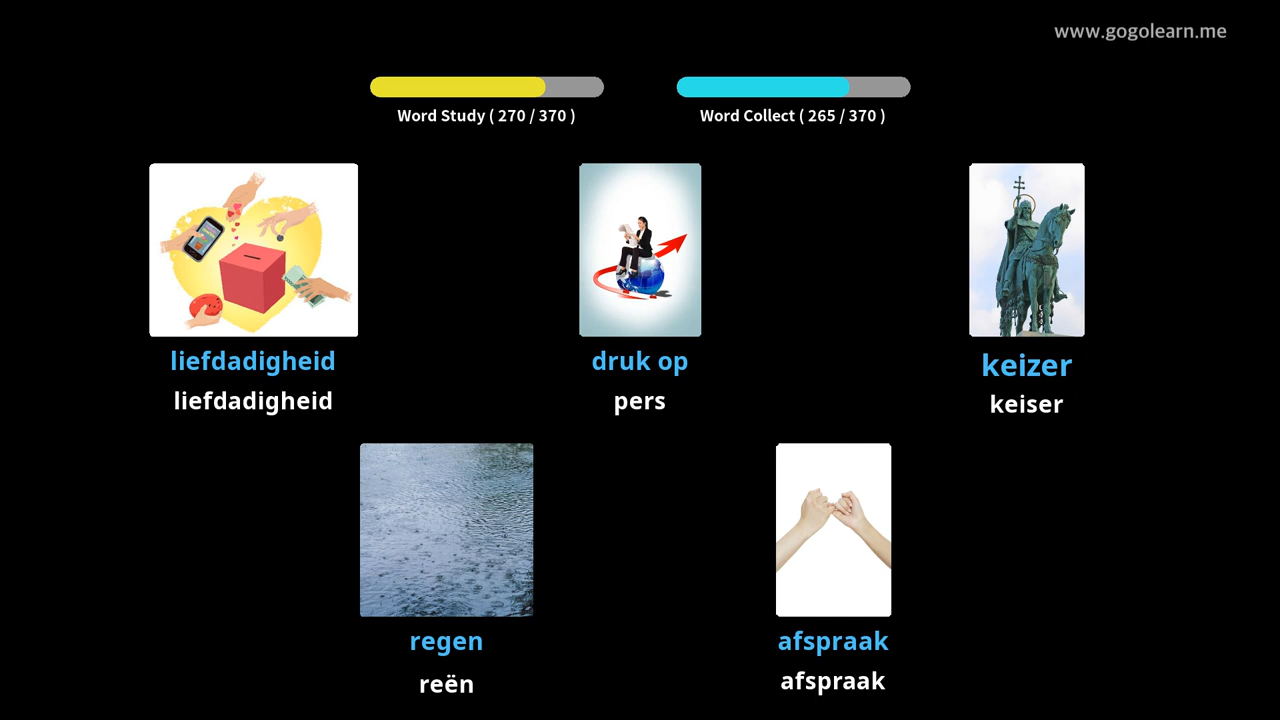 www.gogolearn.me
Word Study ( 270 / 370 )
Word Collect ( 265 / 370 )
liefdadigheid
liefdadigheid
druk op
pers
keizer
keiser
regen
reën
afspraak
afspraak